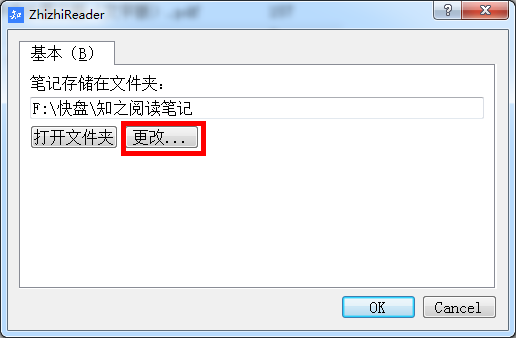 ZhizhiReader
基本（B）
笔记存储在文件夹：
F:\快盘\知之阅读笔记
打开文件夹 更改...
OK Cancel